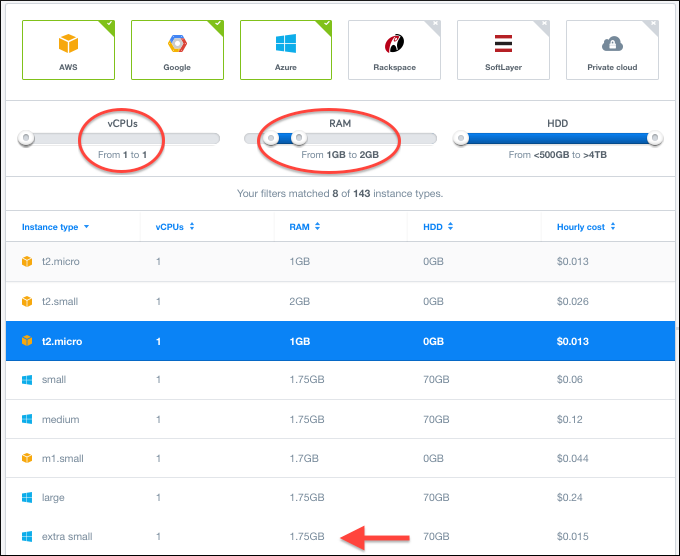 AWS Google Azure Rackspace SoftLayer Private cloud
vCPUs RAM HDD
From 1 to 1 From 1GB to 2GB From <500GB to >4TB
Your filters matched 8 of 143 instance types.
Instance type vCPUs RAM HDD Hourly cost
t2.micro 1 1GB 0GB $0.013
t2.small 1 2GB 0GB $0.026
t2.micro 1 1GB 0GB $0.013
small 1 1.75GB 70GB $0.06
medium 1 1.75GB 70GB $0.12
m1.small 1 1.7GB 0GB $0.044
large 1 1.75GB 70GB $0.24
extra small 1 1.75GB 70GB $0.015